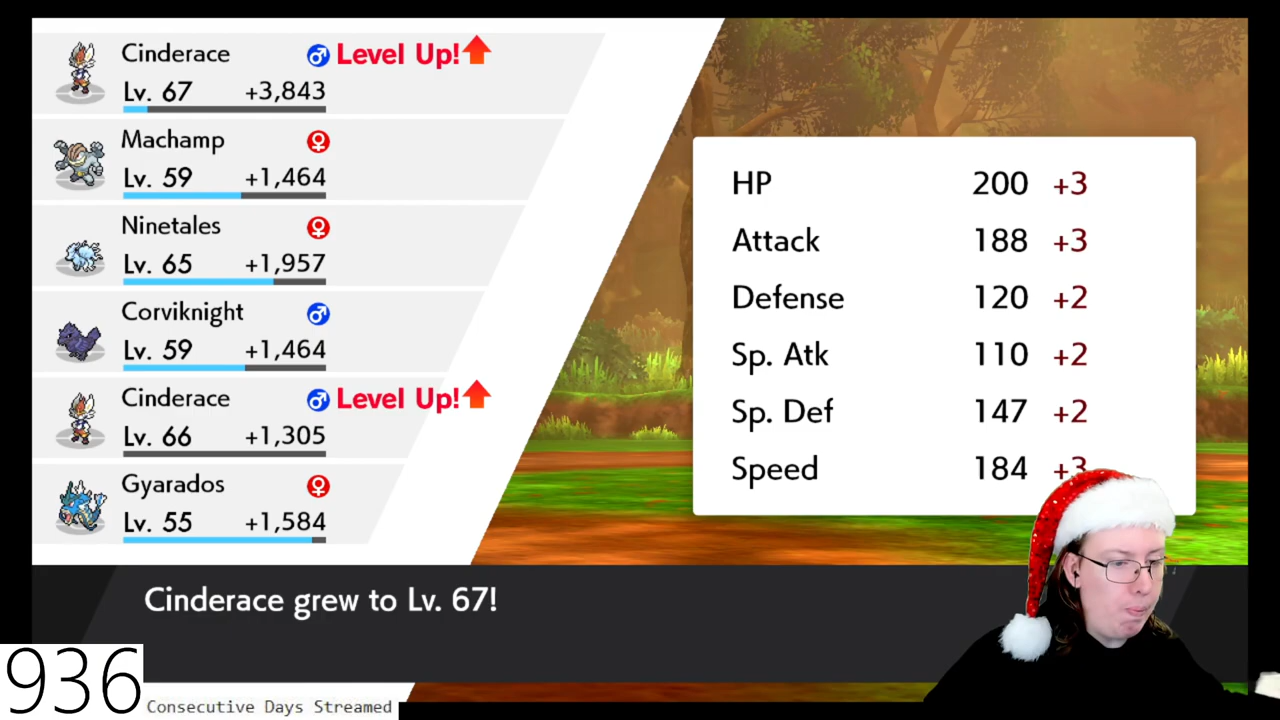 Cinderace ♂ Level Up!
Lv. 67 +3,843
Machamp ♀
Lv. 59 +1,464
Ninetales ♀
Lv. 65 +1,957
Corviknight ♂
Lv. 59 +1,464
Cinderace ♂ Level Up!
Lv. 66 +1,305
Gyarados ♀
Lv. 55 +1,584
HP 200 +3
Attack 188 +3
Defense 120 +2
Sp. Atk 110 +2
Sp. Def 147 +2
Speed 184 +3
Cinderace grew to Lv. 67!
936
Consecutive Days Streamed